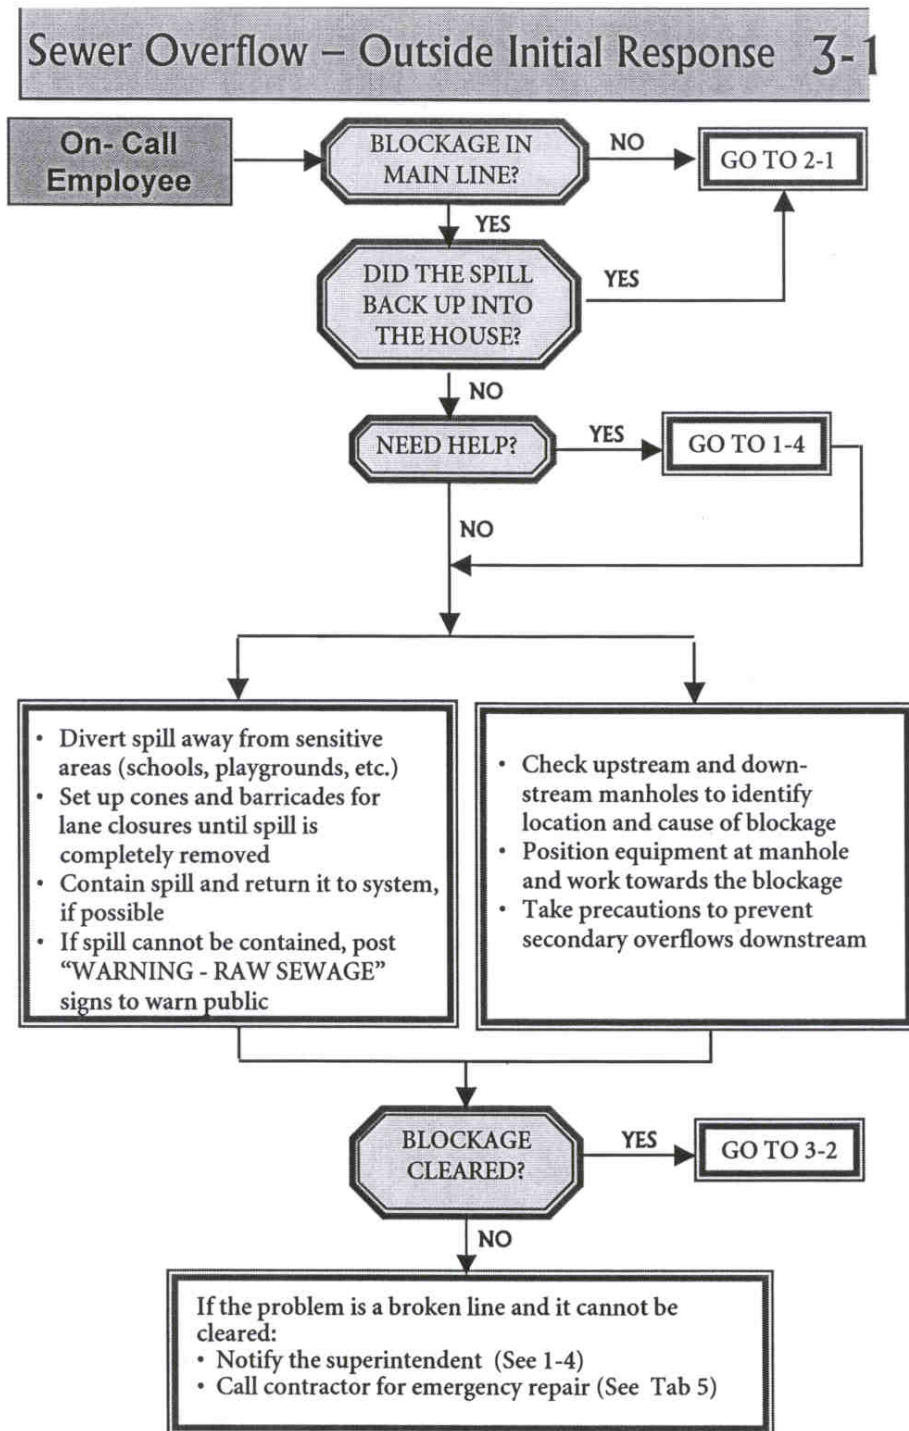 Sewer Overflow – Outside Initial Response 3-1
On- Call
Employee
BLOCKAGE IN
MAIN LINE?
NO
GO TO 2-1
YES
DID THE SPILL
BACK UP INTO
THE HOUSE?
YES
NO
NEED HELP?
YES
GO TO 1-4
NO
• Divert spill away from sensitive
areas (schools, playgrounds, etc.)
• Set up cones and barricades for
lane closures until spill is
completely removed
• Contain spill and return it to system,
if possible
• If spill cannot be contained, post
“WARNING - RAW SEWAGE”
signs to warn public
• Check upstream and down-
stream manholes to identify
location and cause of blockage
• Position equipment at manhole
and work towards the blockage
• Take precautions to prevent
secondary overflows downstream
BLOCKAGE
CLEARED?
YES
GO TO 3-2
NO
If the problem is a broken line and it cannot be
cleared:
• Notify the superintendent (See 1-4)
• Call contractor for emergency repair (See Tab 5)